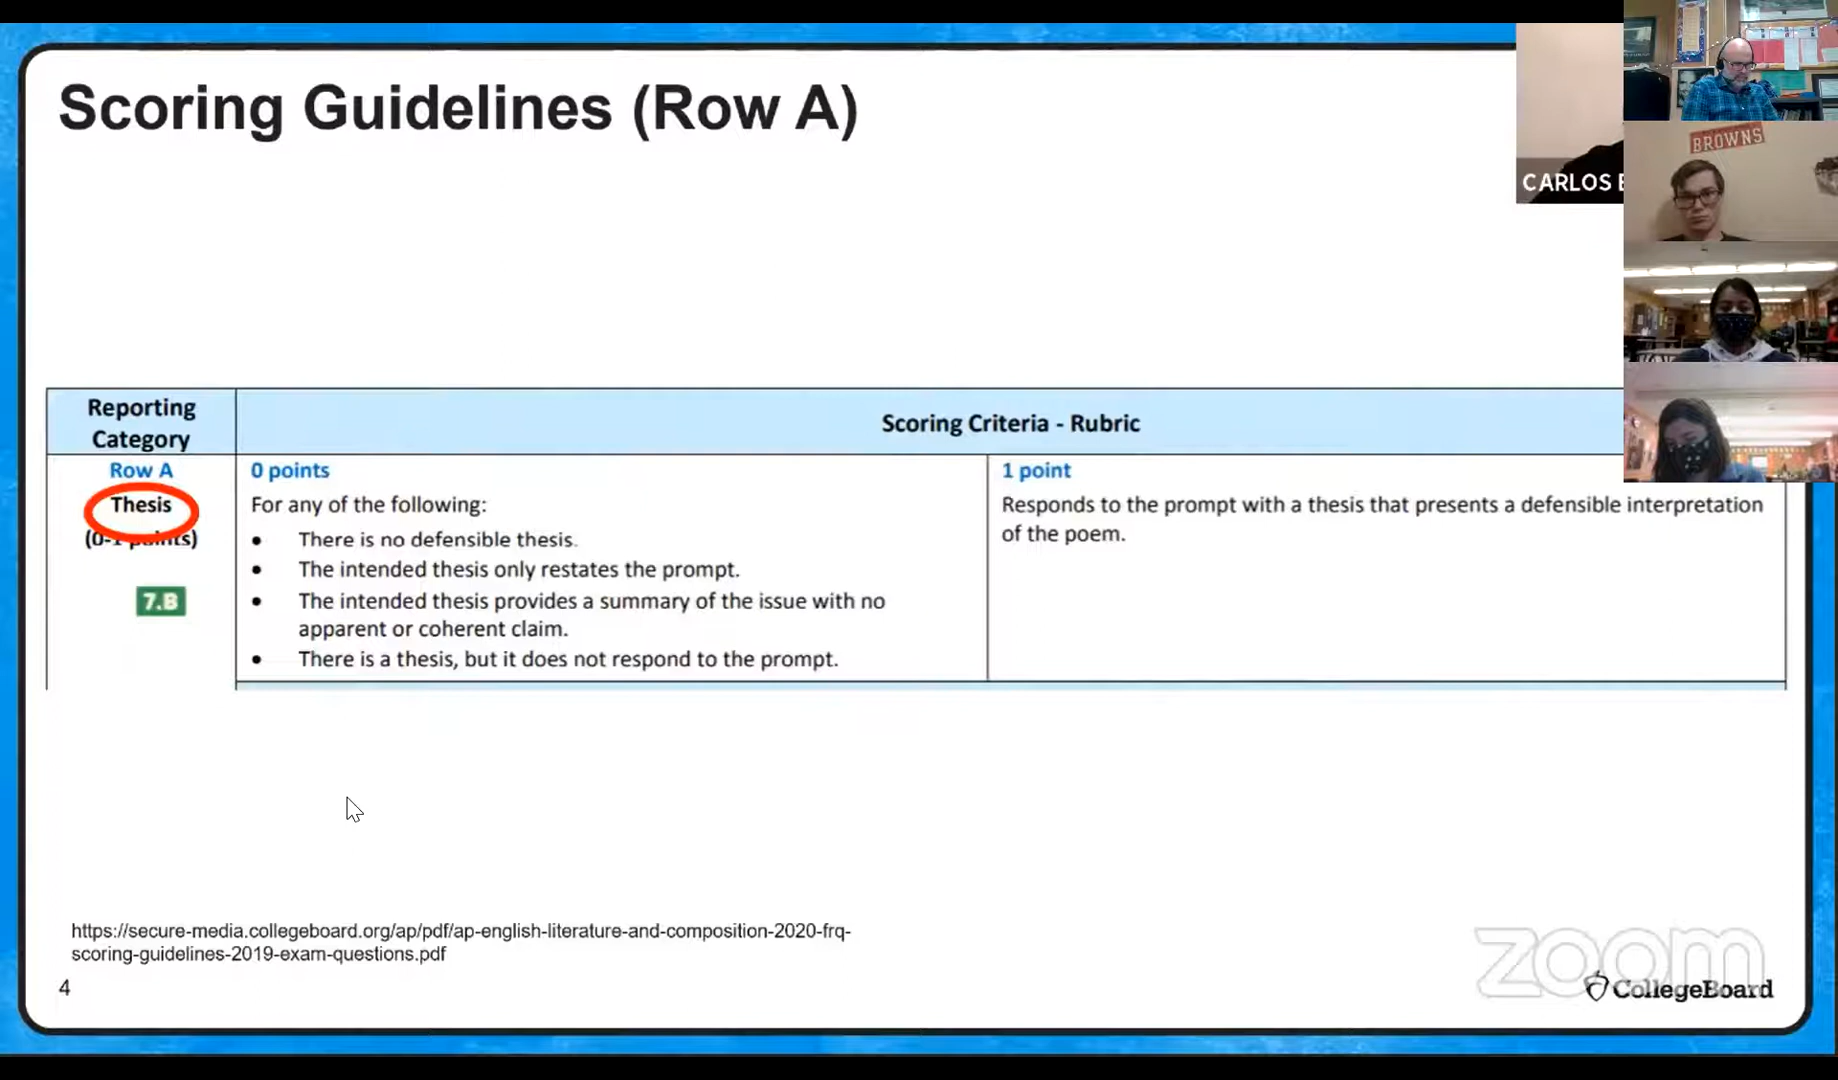 Scoring Guidelines (Row A)
CARLOS
BROWNS
Reporting
Category
Scoring Criteria - Rubric
Row A
Thesis
(0-1 points)
7.B
0 points
For any of the following:
• There is no defensible thesis.
• The intended thesis only restates the prompt.
• The intended thesis provides a summary of the issue with no
apparent or coherent claim.
• There is a thesis, but it does not respond to the prompt.
1 point
Responds to the prompt with a thesis that presents a defensible interpretation
of the poem.
https://secure-media.collegeboard.org/ap/pdf/ap-english-literature-and-composition-2020-frq-
scoring-guidelines-2019-exam-questions.pdf
4
zoom
CollegeBoard